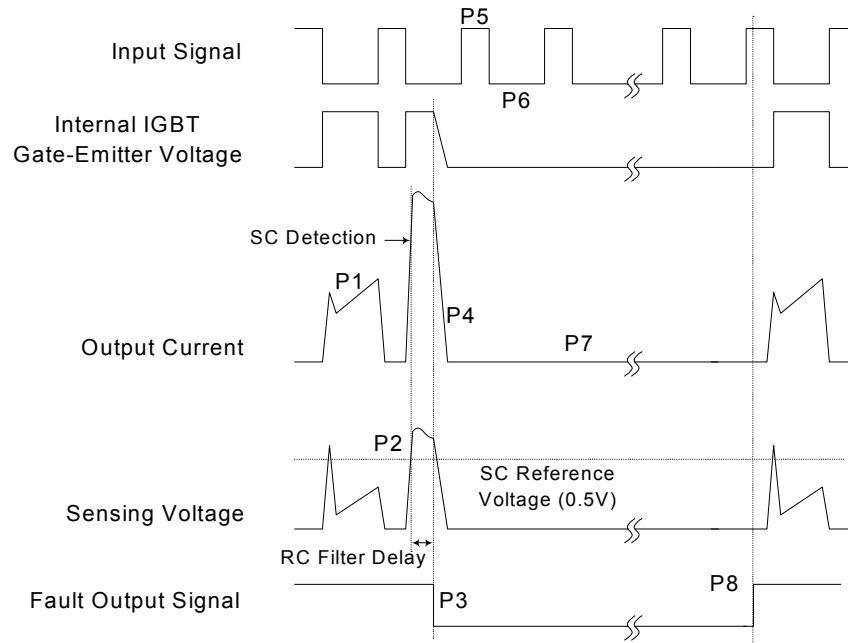 P5
Input Signal
P6
Internal IGBT
Gate-Emitter Voltage
SC Detection
P1
P4
Output Current
P7
P2
SC Reference
Voltage (0.5V)
Sensing Voltage
RC Filter Delay
P8
Fault Output Signal
P3